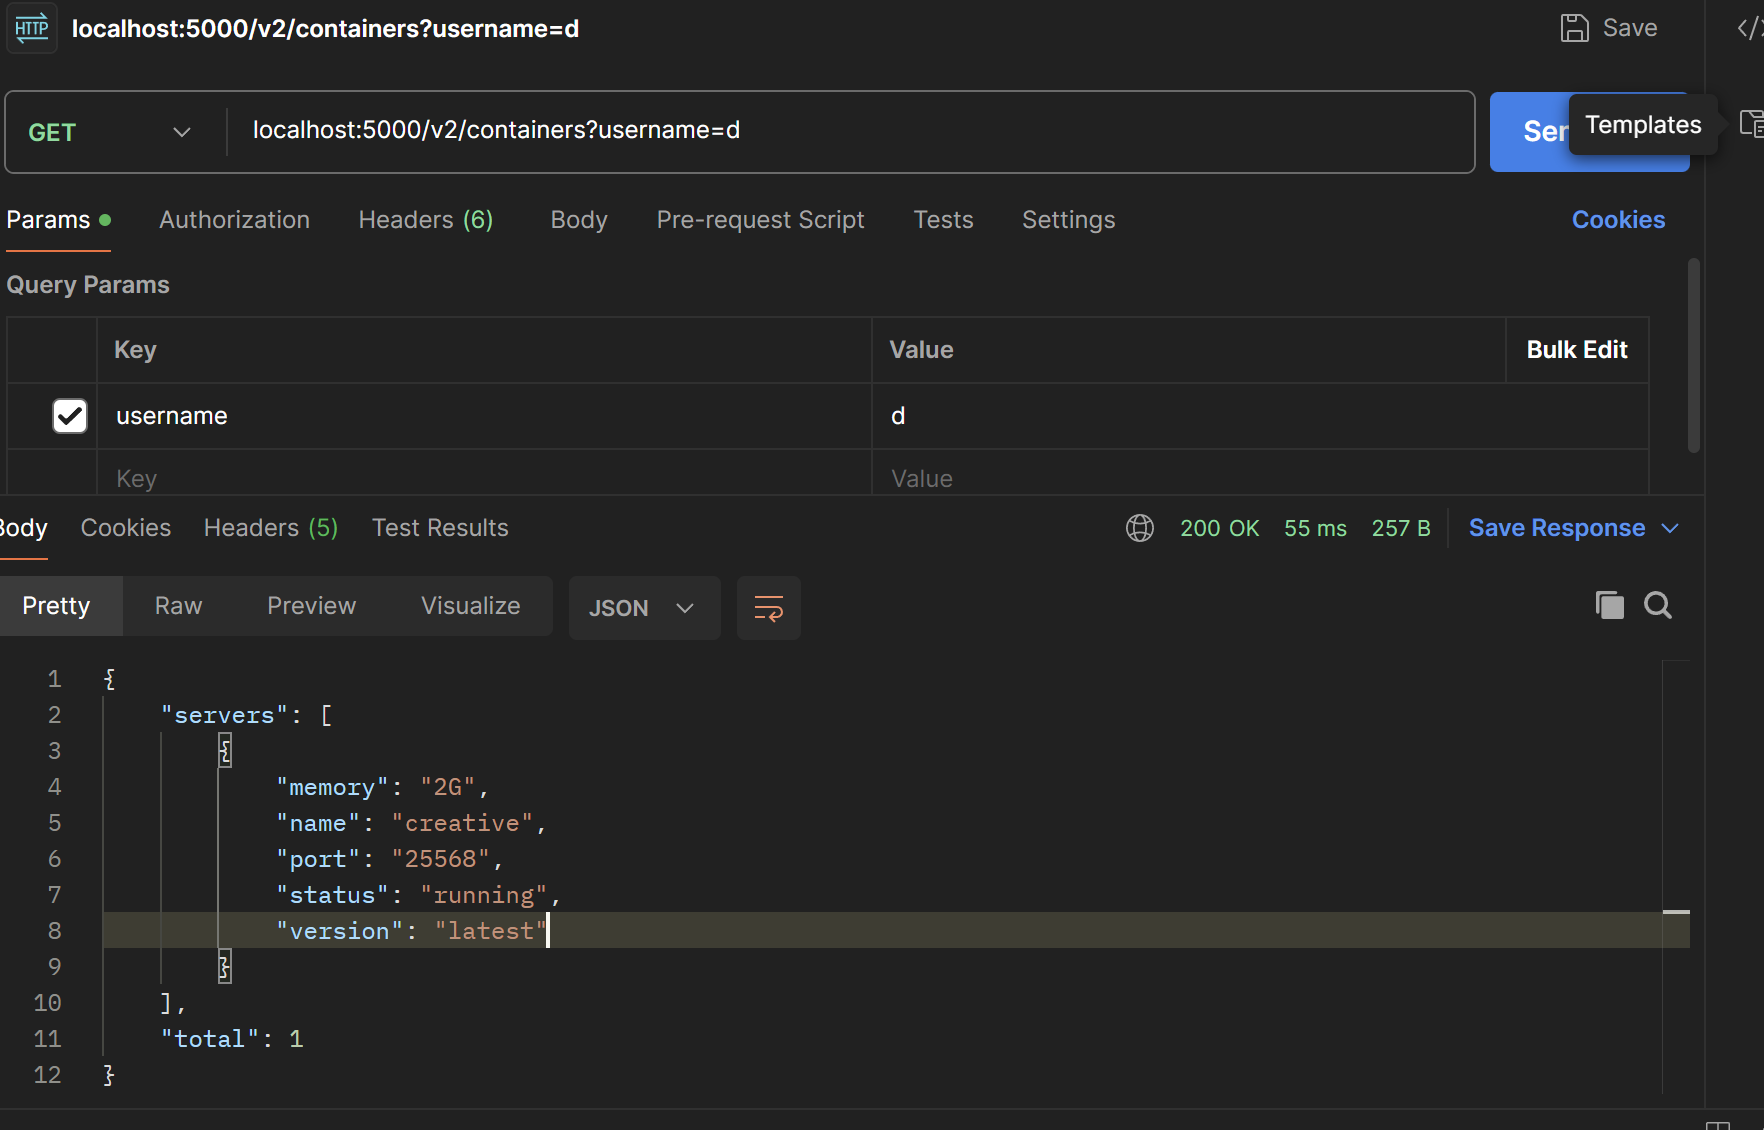 HTTP localhost:5000/v2/containers?username=d Save
GET localhost:5000/v2/containers?username=d Templates
Params Authorization Headers (6) Body Pre-request Script Tests Settings Cookies
Query Params
Key Value Bulk Edit
username d
Key Value
Body Cookies Headers (5) Test Results 200 OK 55 ms 257 B Save Response
Pretty Raw Preview Visualize JSON
1 {
2 "servers": [
3 {
4 "memory": "2G",
5 "name": "creative",
6 "port": "25568",
7 "status": "running",
8 "version": "latest"
9 }
10 ],
11 "total": 1
12 }